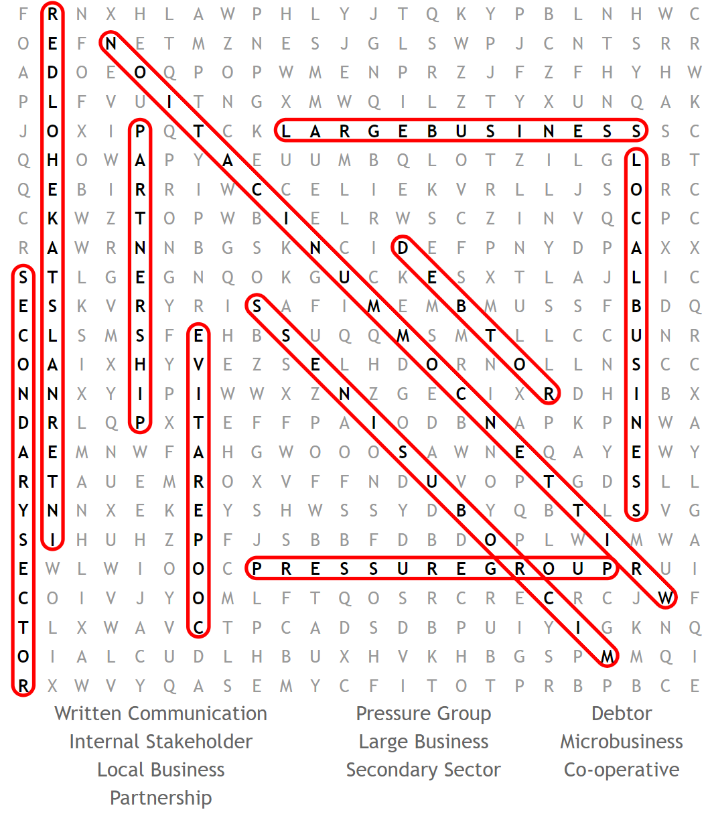 F R N X H L A W P H L Y J T Q K Y P B L N H W C
O E F N E T M Z N E S J G L S W P J C N T S R R
A D O E O Q P O P W M E N P R Z J F Z F H Y H W
P L F V U I T N G X M W Q I L Z T Y X U N Q A K
J O X I P Q T C K L A R G E B U S I N E S S S C
Q H O W A P Y A E U U M B Q L O T Z I L G L B T
Q E B I R R I W C C E L I E K V R L L J S O R C
C K W Z T O P W B I E L R W S C Z I N V Q C P C
R A W R N N B G S K N C I D E F P N Y D P A X X
S T L G E G N Q O K G U C K E S X T L A J L I C
E S K V R Y R I S A F I M E M B M U S S F B D Q
C L S M S F E H B S U Q Q M S M T L L C C U N R
O A I X H Y V E Z S E L H D O R N O L L N S C C
N N X Y I P I W W X Z N Z G E C I X R D H I B X
D R L Q P X T E F F P A I O D B N A P K P N W A
A E M N W F A H G W O O O S A W N E Q A Y E W Y
R T A U E M R O X V F F N D U V O P T G D S L L
Y N N X E K E Y S H W S S Y D B Y Q B T L S V G
S I H U H Z P F J S B B F D B D O P L W I M W A
E W L W I O O C P R E S S U R E G R O U P R U I
C O I V J Y O M L F T Q O S R C R E C R C J W F
T L X W A V C T P C A D S D B F U I Y I G K N Q
O I A L C U D L H B U X H V K H B G S P M M Q I
R X W V Y Q A S E M Y C F I T O T P R B P B C E
Written Communication Pressure Group Debtor
Internal Stakeholder Large Business Microbusiness
Local Business Secondary Sector Co-operative
Partnership